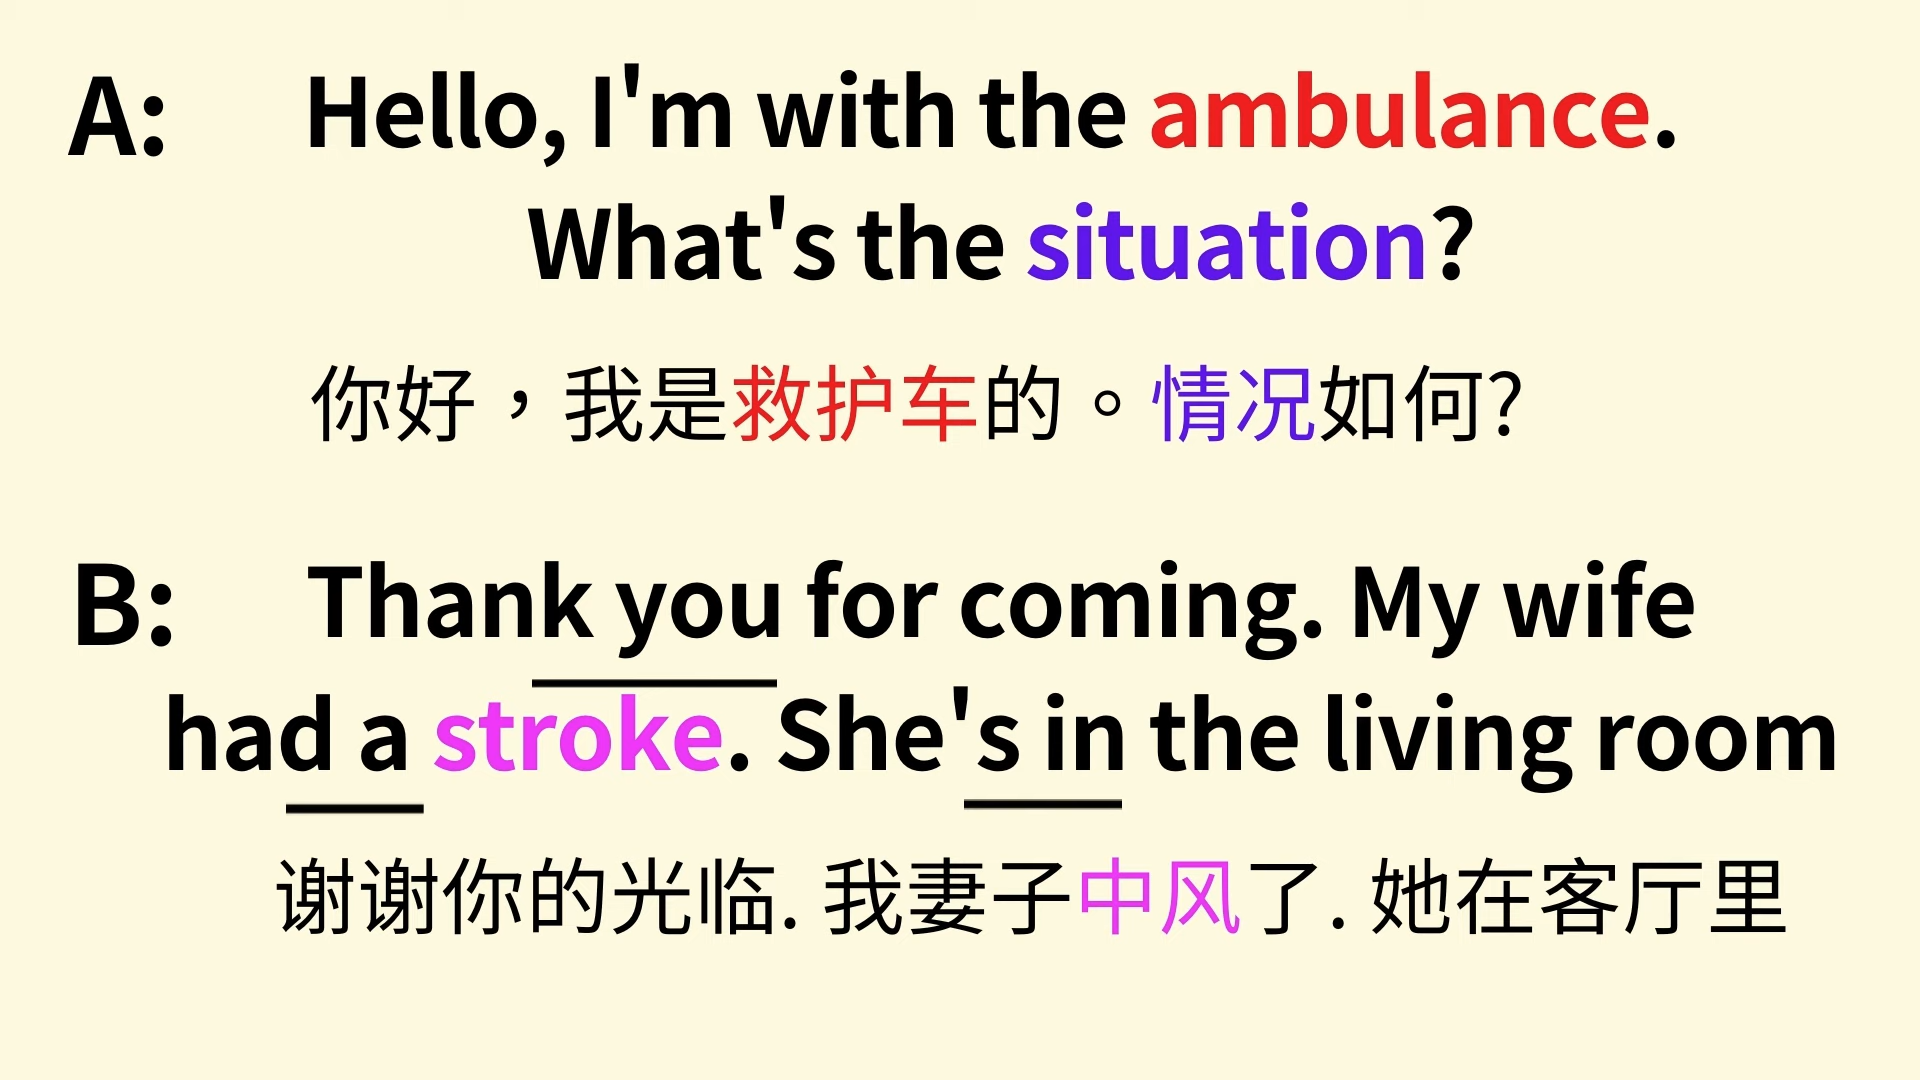 A: Hello, I'm with the ambulance.
What's the situation?
你好，我是救护车的。情况如何?
B: Thank you for coming. My wife
had a stroke. She's in the living room
谢谢你的光临. 我妻子中风了. 她在客厅里